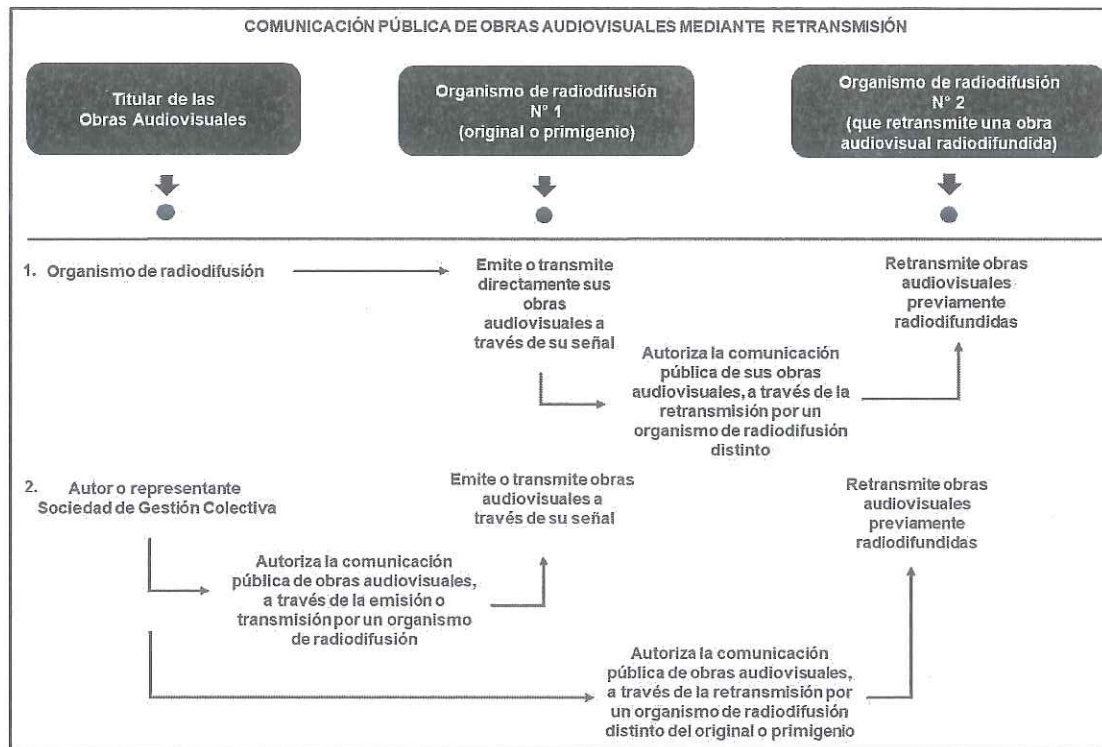 COMUNICACIÓN PÚBLICA DE OBRAS AUDIOVISUALES MEDIANTE RETRANSMISIÓN
Titular de las
Obras Audiovisuales
Organismo de radiodifusión
N° 1
(original o primigenio)
Organismo de radiodifusión
N° 2
(que retransmite una obra
audiovisual radiodifundida)
1. Organismo de radiodifusión
Emite o transmite
directamente sus
obras
audiovisuales a
través de su señal
Autoriza la comunicación
pública de sus obras
audiovisuales, a través de la
retransmisión por un
organismo de radiodifusión
distinto
Retransmite obras
audiovisuales
previamente
radiodifundidas
2. Autor o representante
Sociedad de Gestión Colectiva
Autoriza la comunicación
pública de obras audiovisuales,
a través de la emisión o
transmisión por un organismo
de radiodifusión
Emite o transmite obras
audiovisuales a
través de su señal
Autoriza la comunicación
pública de obras audiovisuales,
a través de la retransmisión por
un organismo de radiodifusión
distinto del original o primigenio
Retransmite obras
audiovisuales
previamente
radiodifundidas